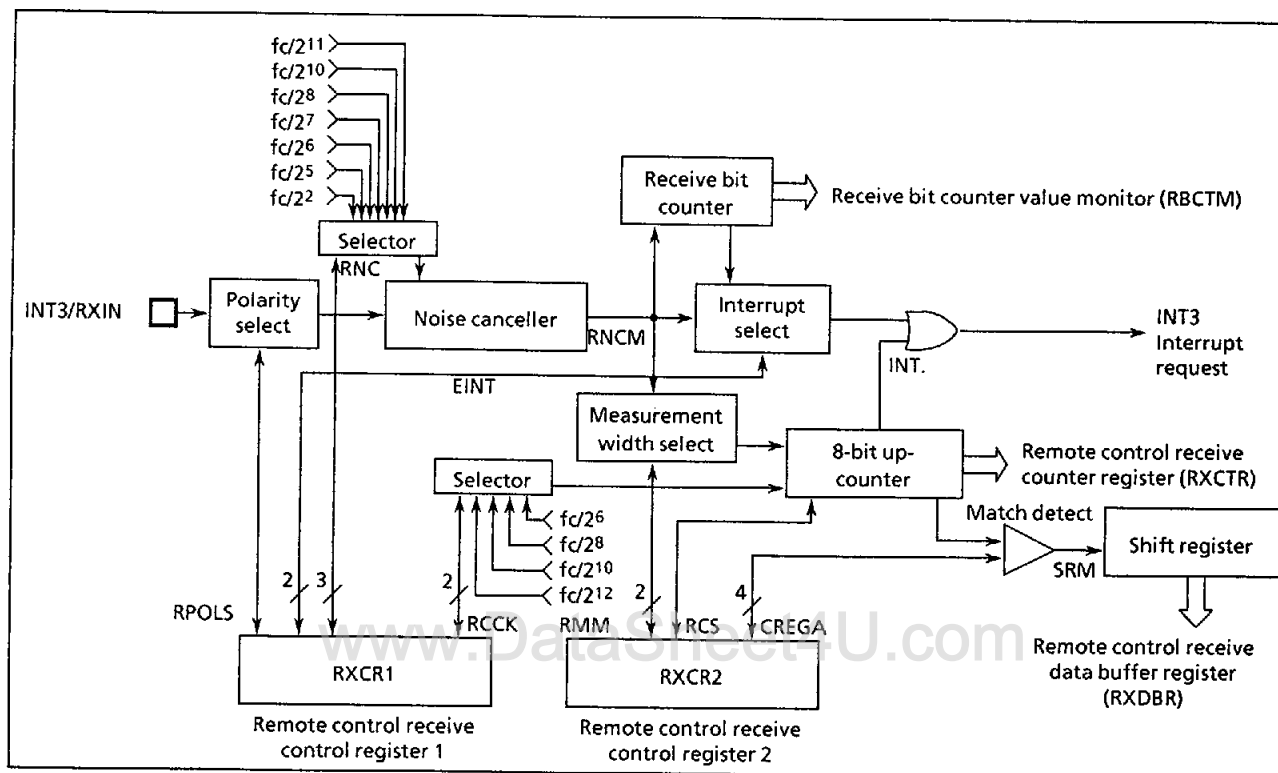 fc/2¹¹
fc/2¹⁰
fc/2⁸
fc/2⁷
fc/2⁶
fc/2⁵
fc/2²
Selector
RNC
INT3/RXIN
Polarity
select
Noise canceller
RNCM
Receive bit
counter
Receive bit counter value monitor (RBCTM)
Interrupt
select
INT.
INT3
Interrupt
request
EINT
Measurement
width select
8-bit up-
counter
Remote control receive
counter register (RXCTR)
Selector
fc/2⁶
fc/2⁸
fc/2¹⁰
fc/2¹²
Match detect
SRM
Shift register
Remote control receive
data buffer register
(RXDBR)
2
3
2
2
4
RPOLS
RCCK
RMM
RCS
CREGA
www.DataSheet4U.com
RXCR1
RXCR2
Remote control receive
control register 1
Remote control receive
control register 2